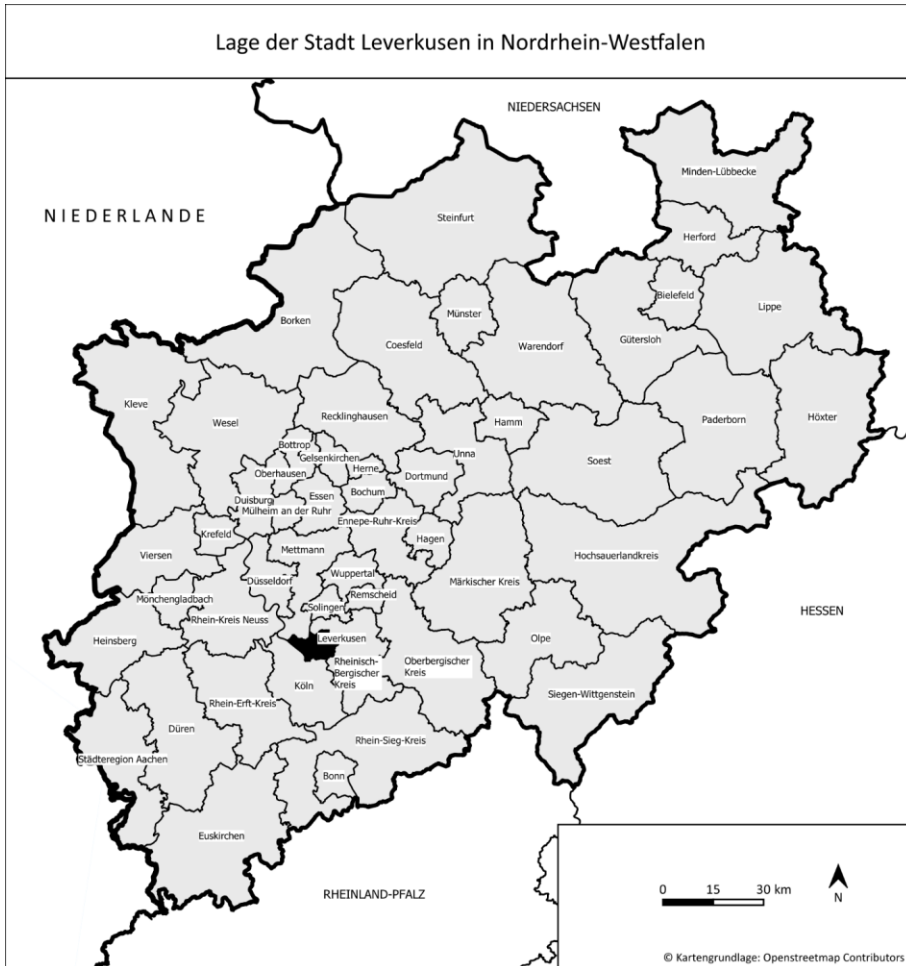 Lage der Stadt Leverkusen in Nordrhein-Westfalen
NIEDERSACHSEN
Minden-Lübbecke
NIEDERLANDE
Steinfurt
Herford
Bielefeld
Lippe
Münster
Borken
Warendorf
Gütersloh
Coesfeld
Kleve
Recklinghausen
Wesel
Hamm
Paderborn
Höxter
Bottrop
Unna
Gelsenkirchen
Soest
Herne
Oberhausen
Dortmund
Bochum
Essen
Duisburg
Mülheim an der Ruhr
Ennepe-Ruhr-Kreis
Krefeld
Hagen
Mettmann
Viersen
Hochsauerlandkreis
Wuppertal
Düsseldorf
Märkischer Kreis
Remscheid
Mönchengladbach
Solingen
HESSEN
Rhein-Kreis Neuss
Heinsberg
Leverkusen
Olpe
Rheinisch-
Bergischer
Kreis
Oberbergischer
Kreis
Köln
Siegen-Wittgenstein
Rhein-Erft-Kreis
Düren
Rhein-Sieg-Kreis
Städteregion Aachen
Bonn
Euskirchen
RHEINLAND-PFALZ
0 15 30 km
N
© Kartengrundlage: Openstreetmap Contributors